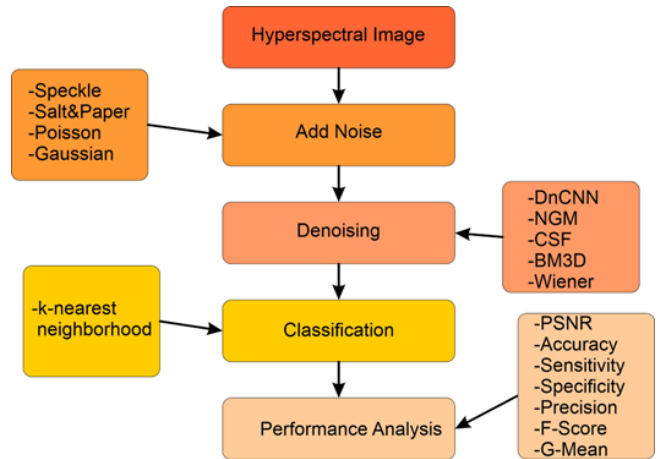 Hyperspectral Image
-Speckle
-Salt&Paper
-Poisson
-Gaussian
Add Noise
Denoising
-DnCNN
-NGM
-CSF
-BM3D
-Wiener
-k-nearest
neighborhood
Classification
-PSNR
-Accuracy
-Sensitivity
-Specificity
-Precision
-F-Score
-G-Mean
Performance Analysis